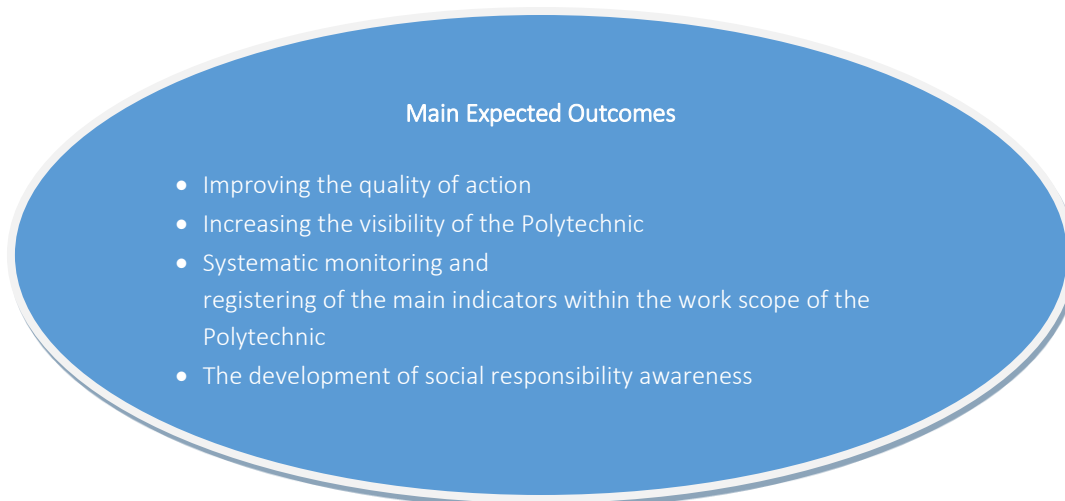 Main Expected Outcomes
• Improving the quality of action
• Increasing the visibility of the Polytechnic
• Systematic monitoring and
registering of the main indicators within the work scope of the
Polytechnic
• The development of social responsibility awareness